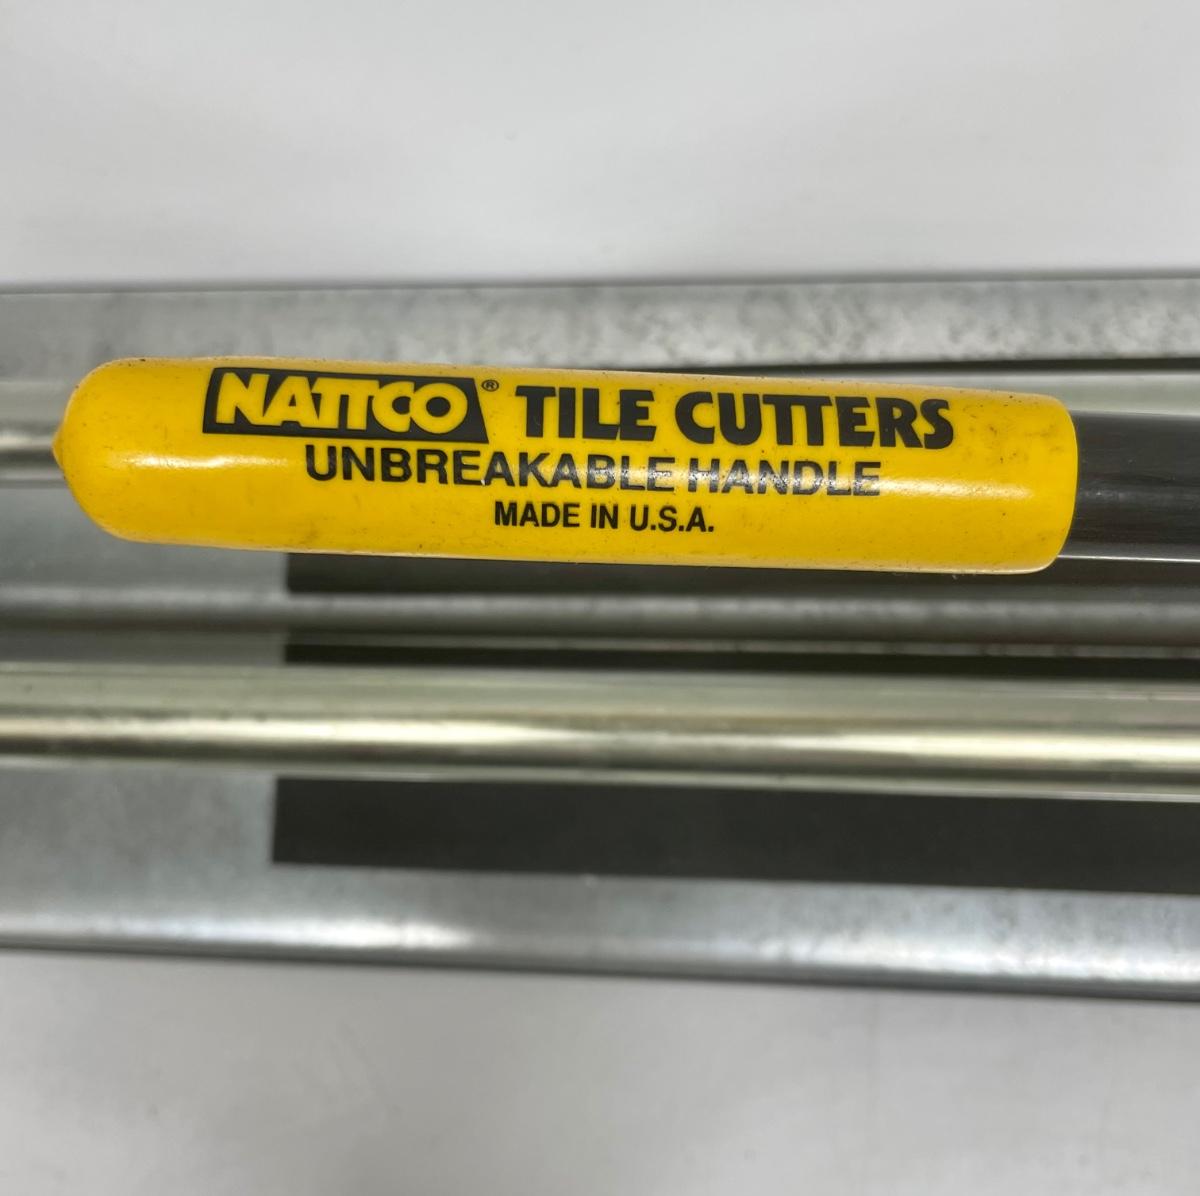 NATTCO® TILE CUTTERS
UNBREAKABLE HANDLE
MADE IN U.S.A.